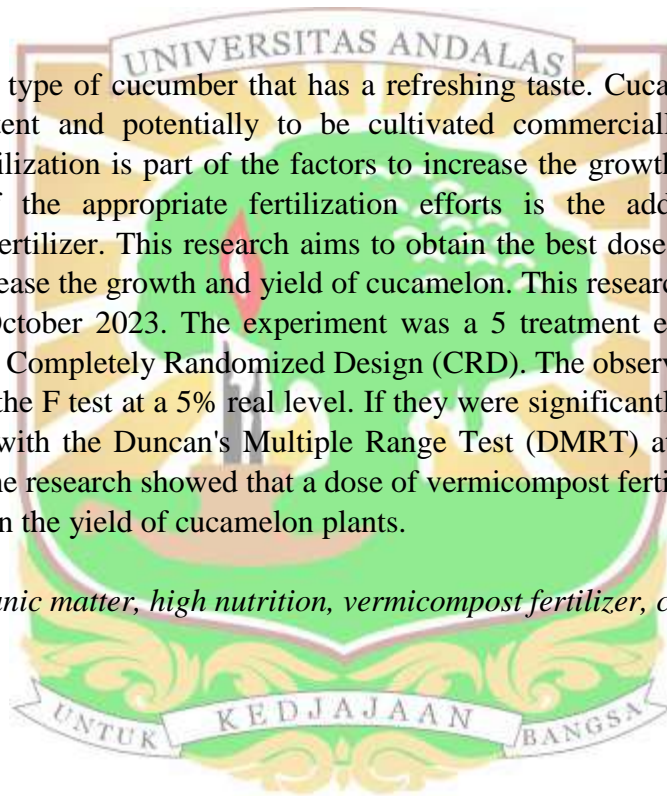 UNIVERSITAS ANDALAS
type of cucumber that has a refreshing taste. Cuca
tent and potentially to be cultivated commerciall
ilization is part of the factors to increase the growth
f the appropriate fertilization efforts is the add
ertilizer. This research aims to obtain the best dose
ease the growth and yield of cucamelon. This researc
October 2023. The experiment was a 5 treatment e
Completely Randomized Design (CRD). The observ
the F test at a 5% real level. If they were significantl
with the Duncan's Multiple Range Test (DMRT) at
ne research showed that a dose of vermicompost ferti
n the yield of cucamelon plants.
anic matter, high nutrition, vermicompost fertilizer, c
UNTUK KEDJAJAAN BANGSA